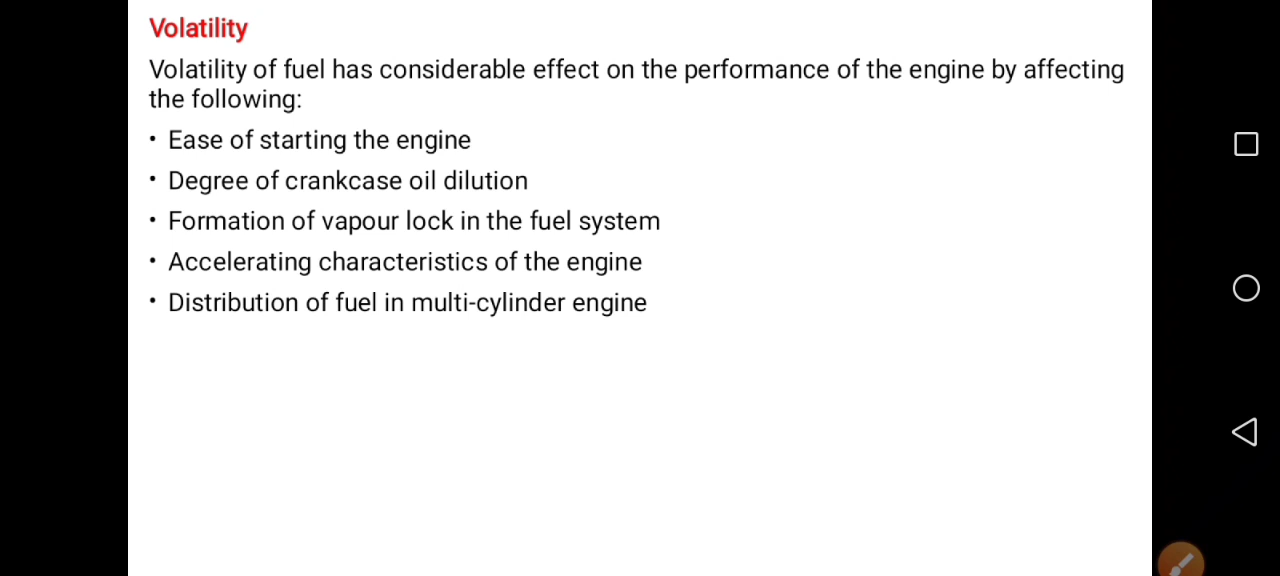 Volatility
Volatility of fuel has considerable effect on the performance of the engine by affecting
the following:
• Ease of starting the engine
• Degree of crankcase oil dilution
• Formation of vapour lock in the fuel system
• Accelerating characteristics of the engine
• Distribution of fuel in multi-cylinder engine